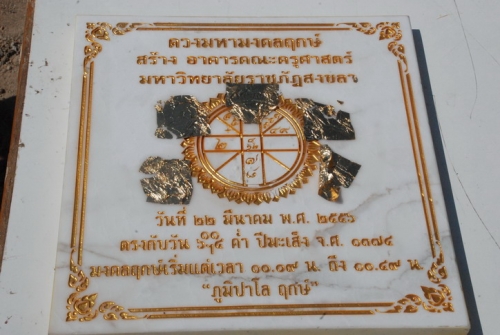 ดวงมหามงคลฤกษ์
สร้าง อาคารคณะครุศาสตร์
มหาวิทยาลัยราชภัฏสงขลา
วันที่ ๒๒ มีนาคม พ.ศ. ๒๕๕๖
ตรงกับวัน ค่ำ ปีมะเส็ง จ.ศ. ๑๓๗๔
มงคลฤกษ์เริ่มแต่เวลา ๑๐.๐๙ น. ถึง ๑๐.๔๙ น.
"ภูมิปาโล ฤกษ์"